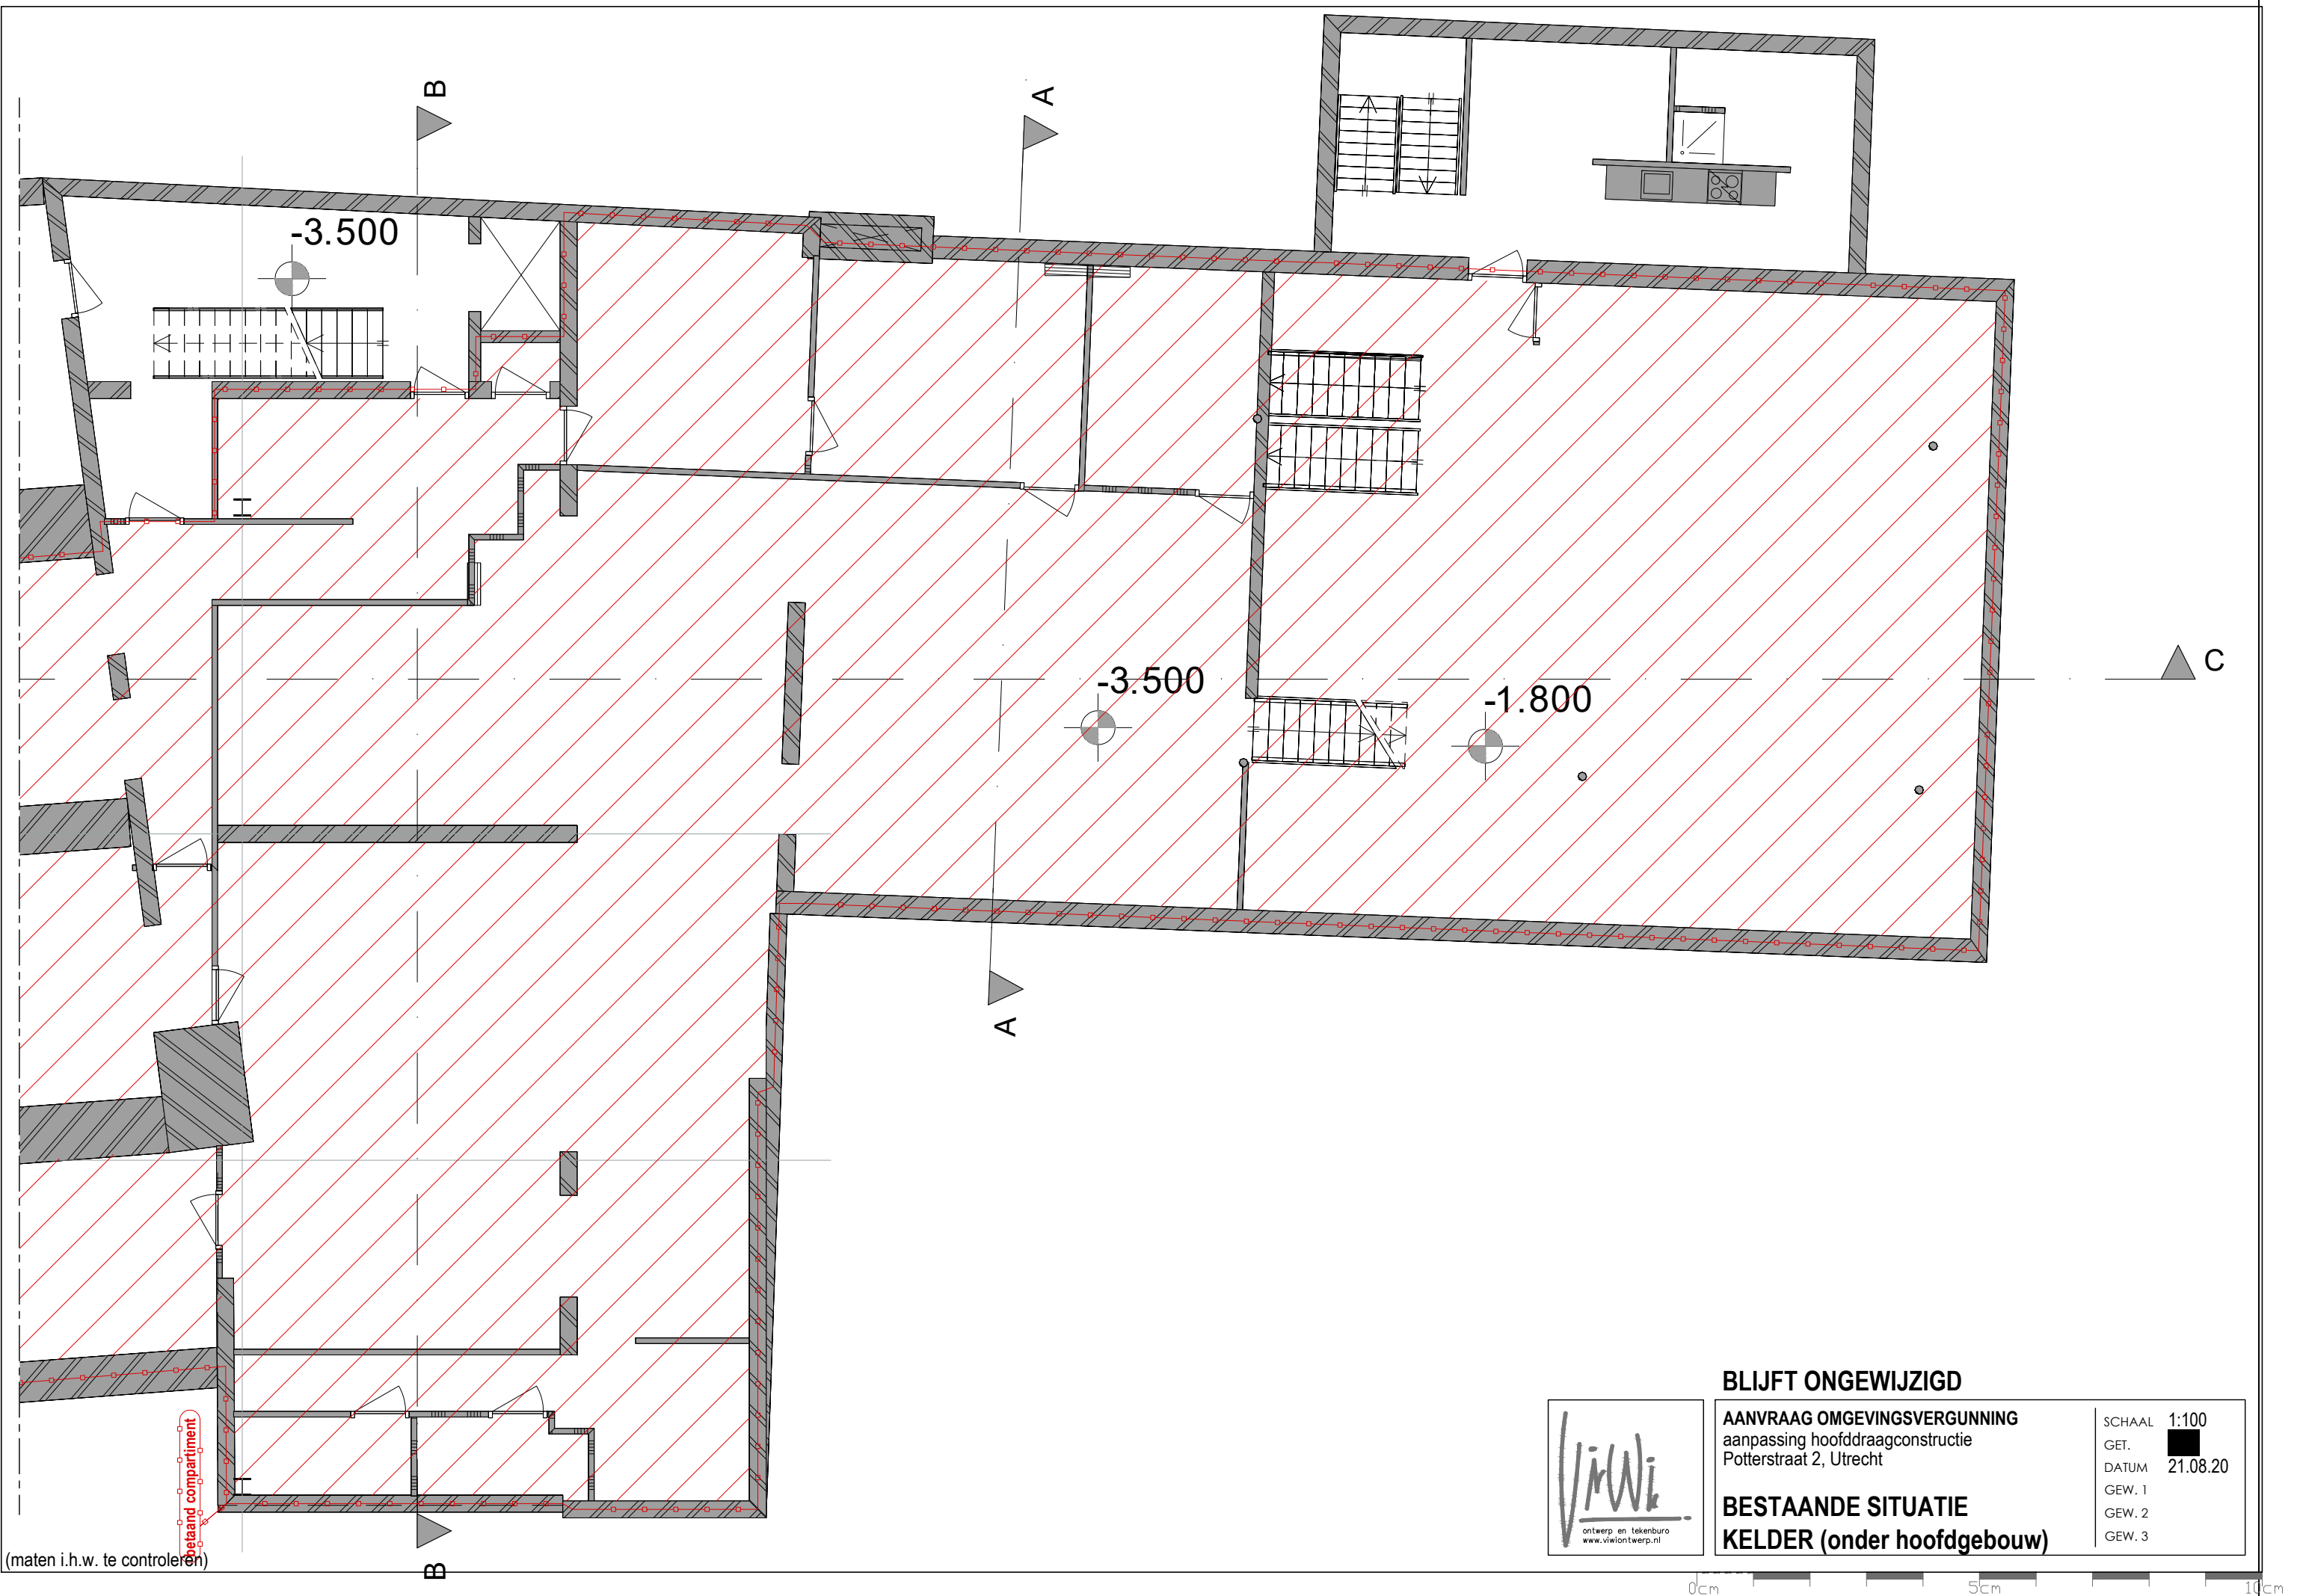 B
A
-3.500
C
-3.500
-1.800
A
BLIJFT ONGEWIJZIGD
AANVRAAG OMGEVINGSVERGUNNING
aanpassing hoofddraagconstructie
Potterstraat 2, Utrecht
BESTAANDE SITUATIE
KELDER (onder hoofdgebouw)
SCHAAL 1:100
GET.
DATUM 21.08.20
GEW. 1
GEW. 2
GEW. 3
ViWi
ontwerp en tekenburo
www.viwiontwerp.nl
betaand compartiment
(maten i.h.w. te controleren)
B
0cm 5cm 10cm